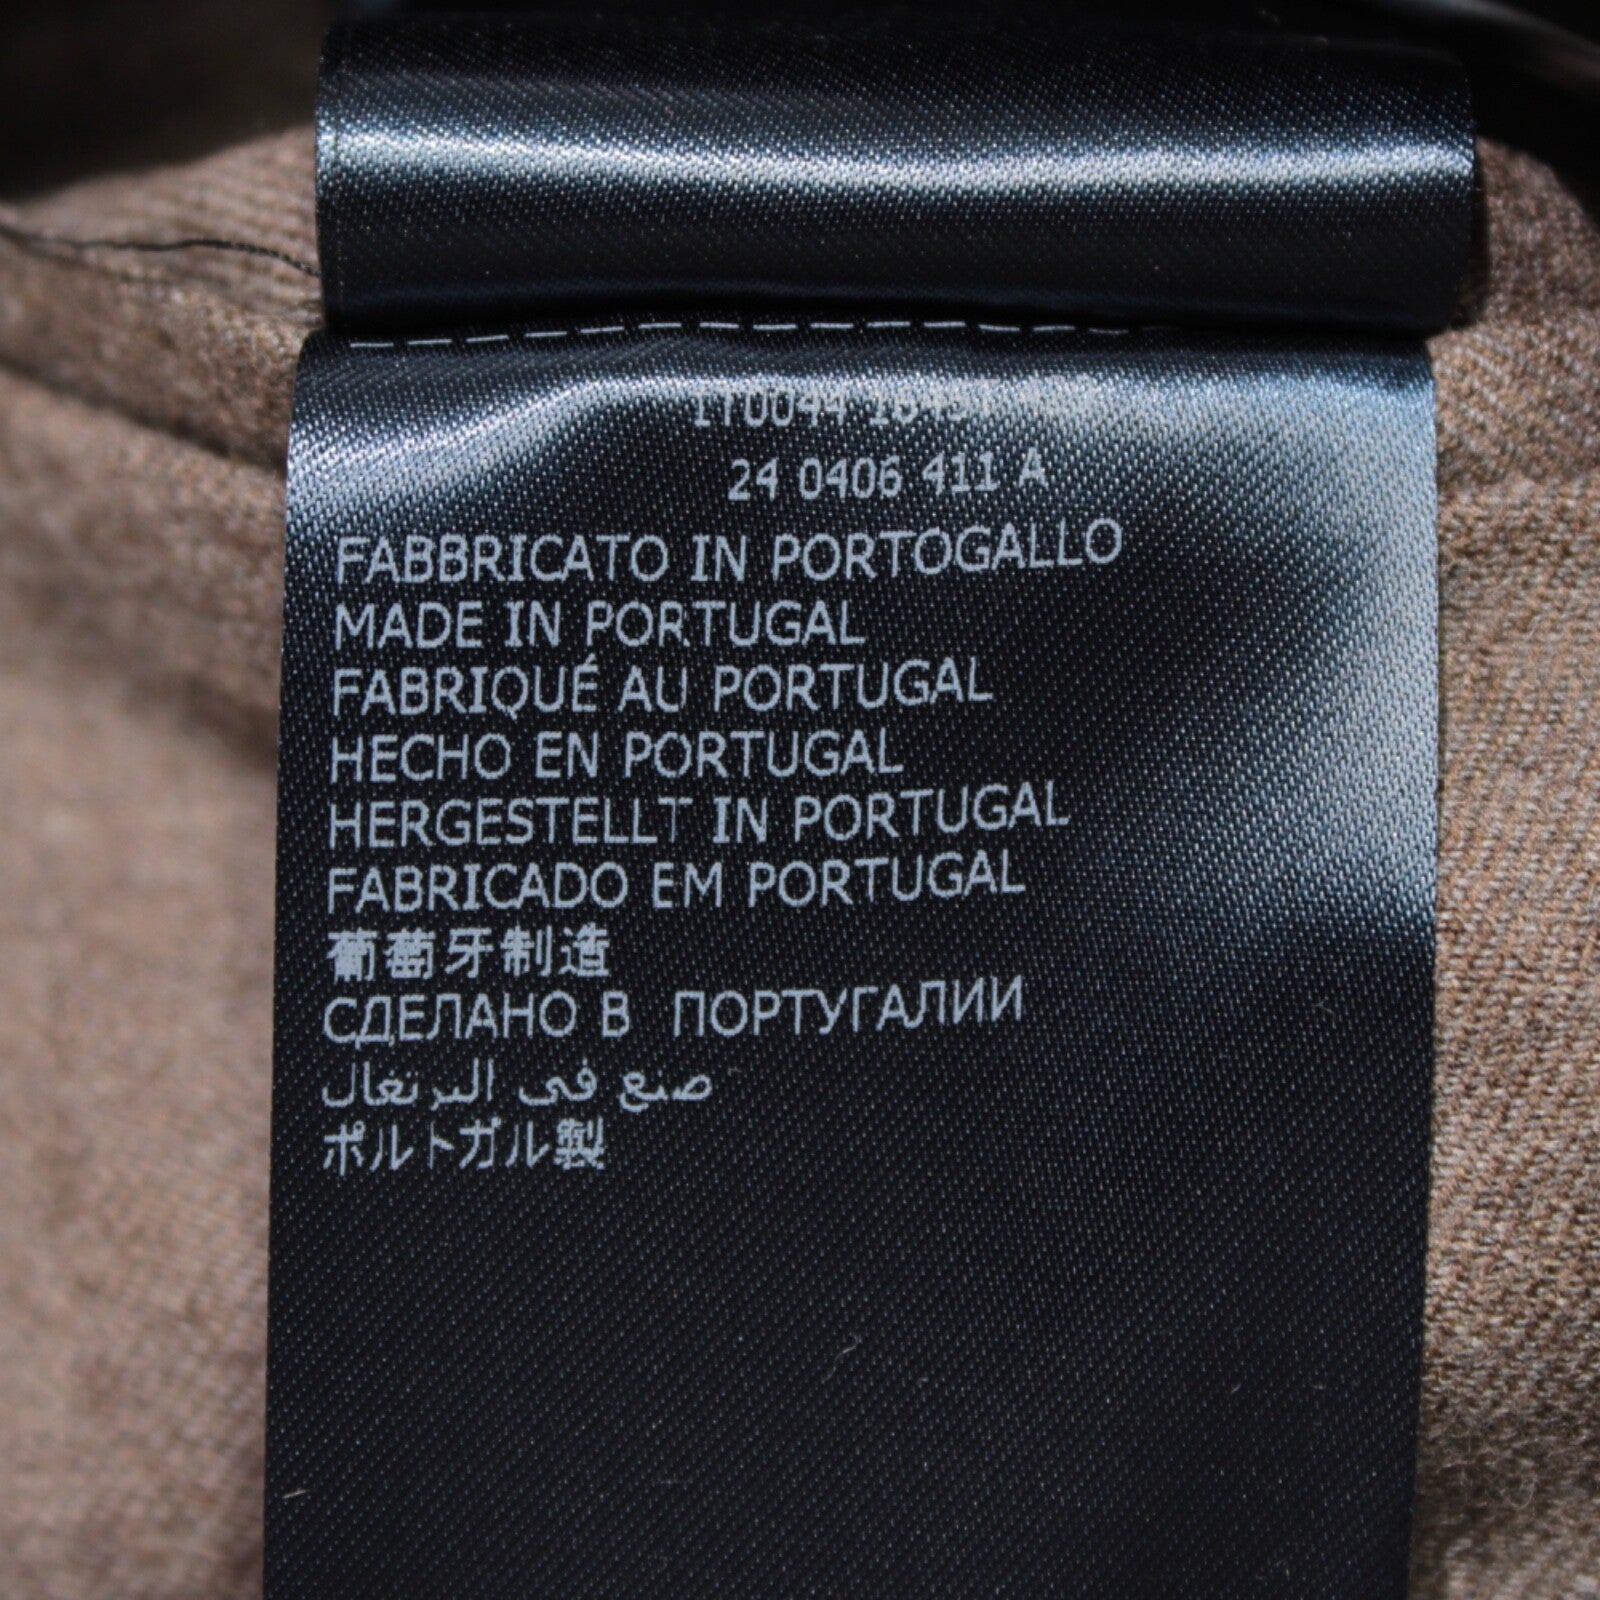 1T0044
24 0406 411 A
FABBRICATO IN PORTOGALLO
MADE IN PORTUGAL
FABRIQUÉ AU PORTUGAL
HECHO EN PORTUGAL
HERGESTELLT IN PORTUGAL
FABRICADO EM PORTUGAL
葡萄牙制造
СДЕЛАНО В ПОРТУГАЛИИ
صنع في البرتغال
ポルトガル製